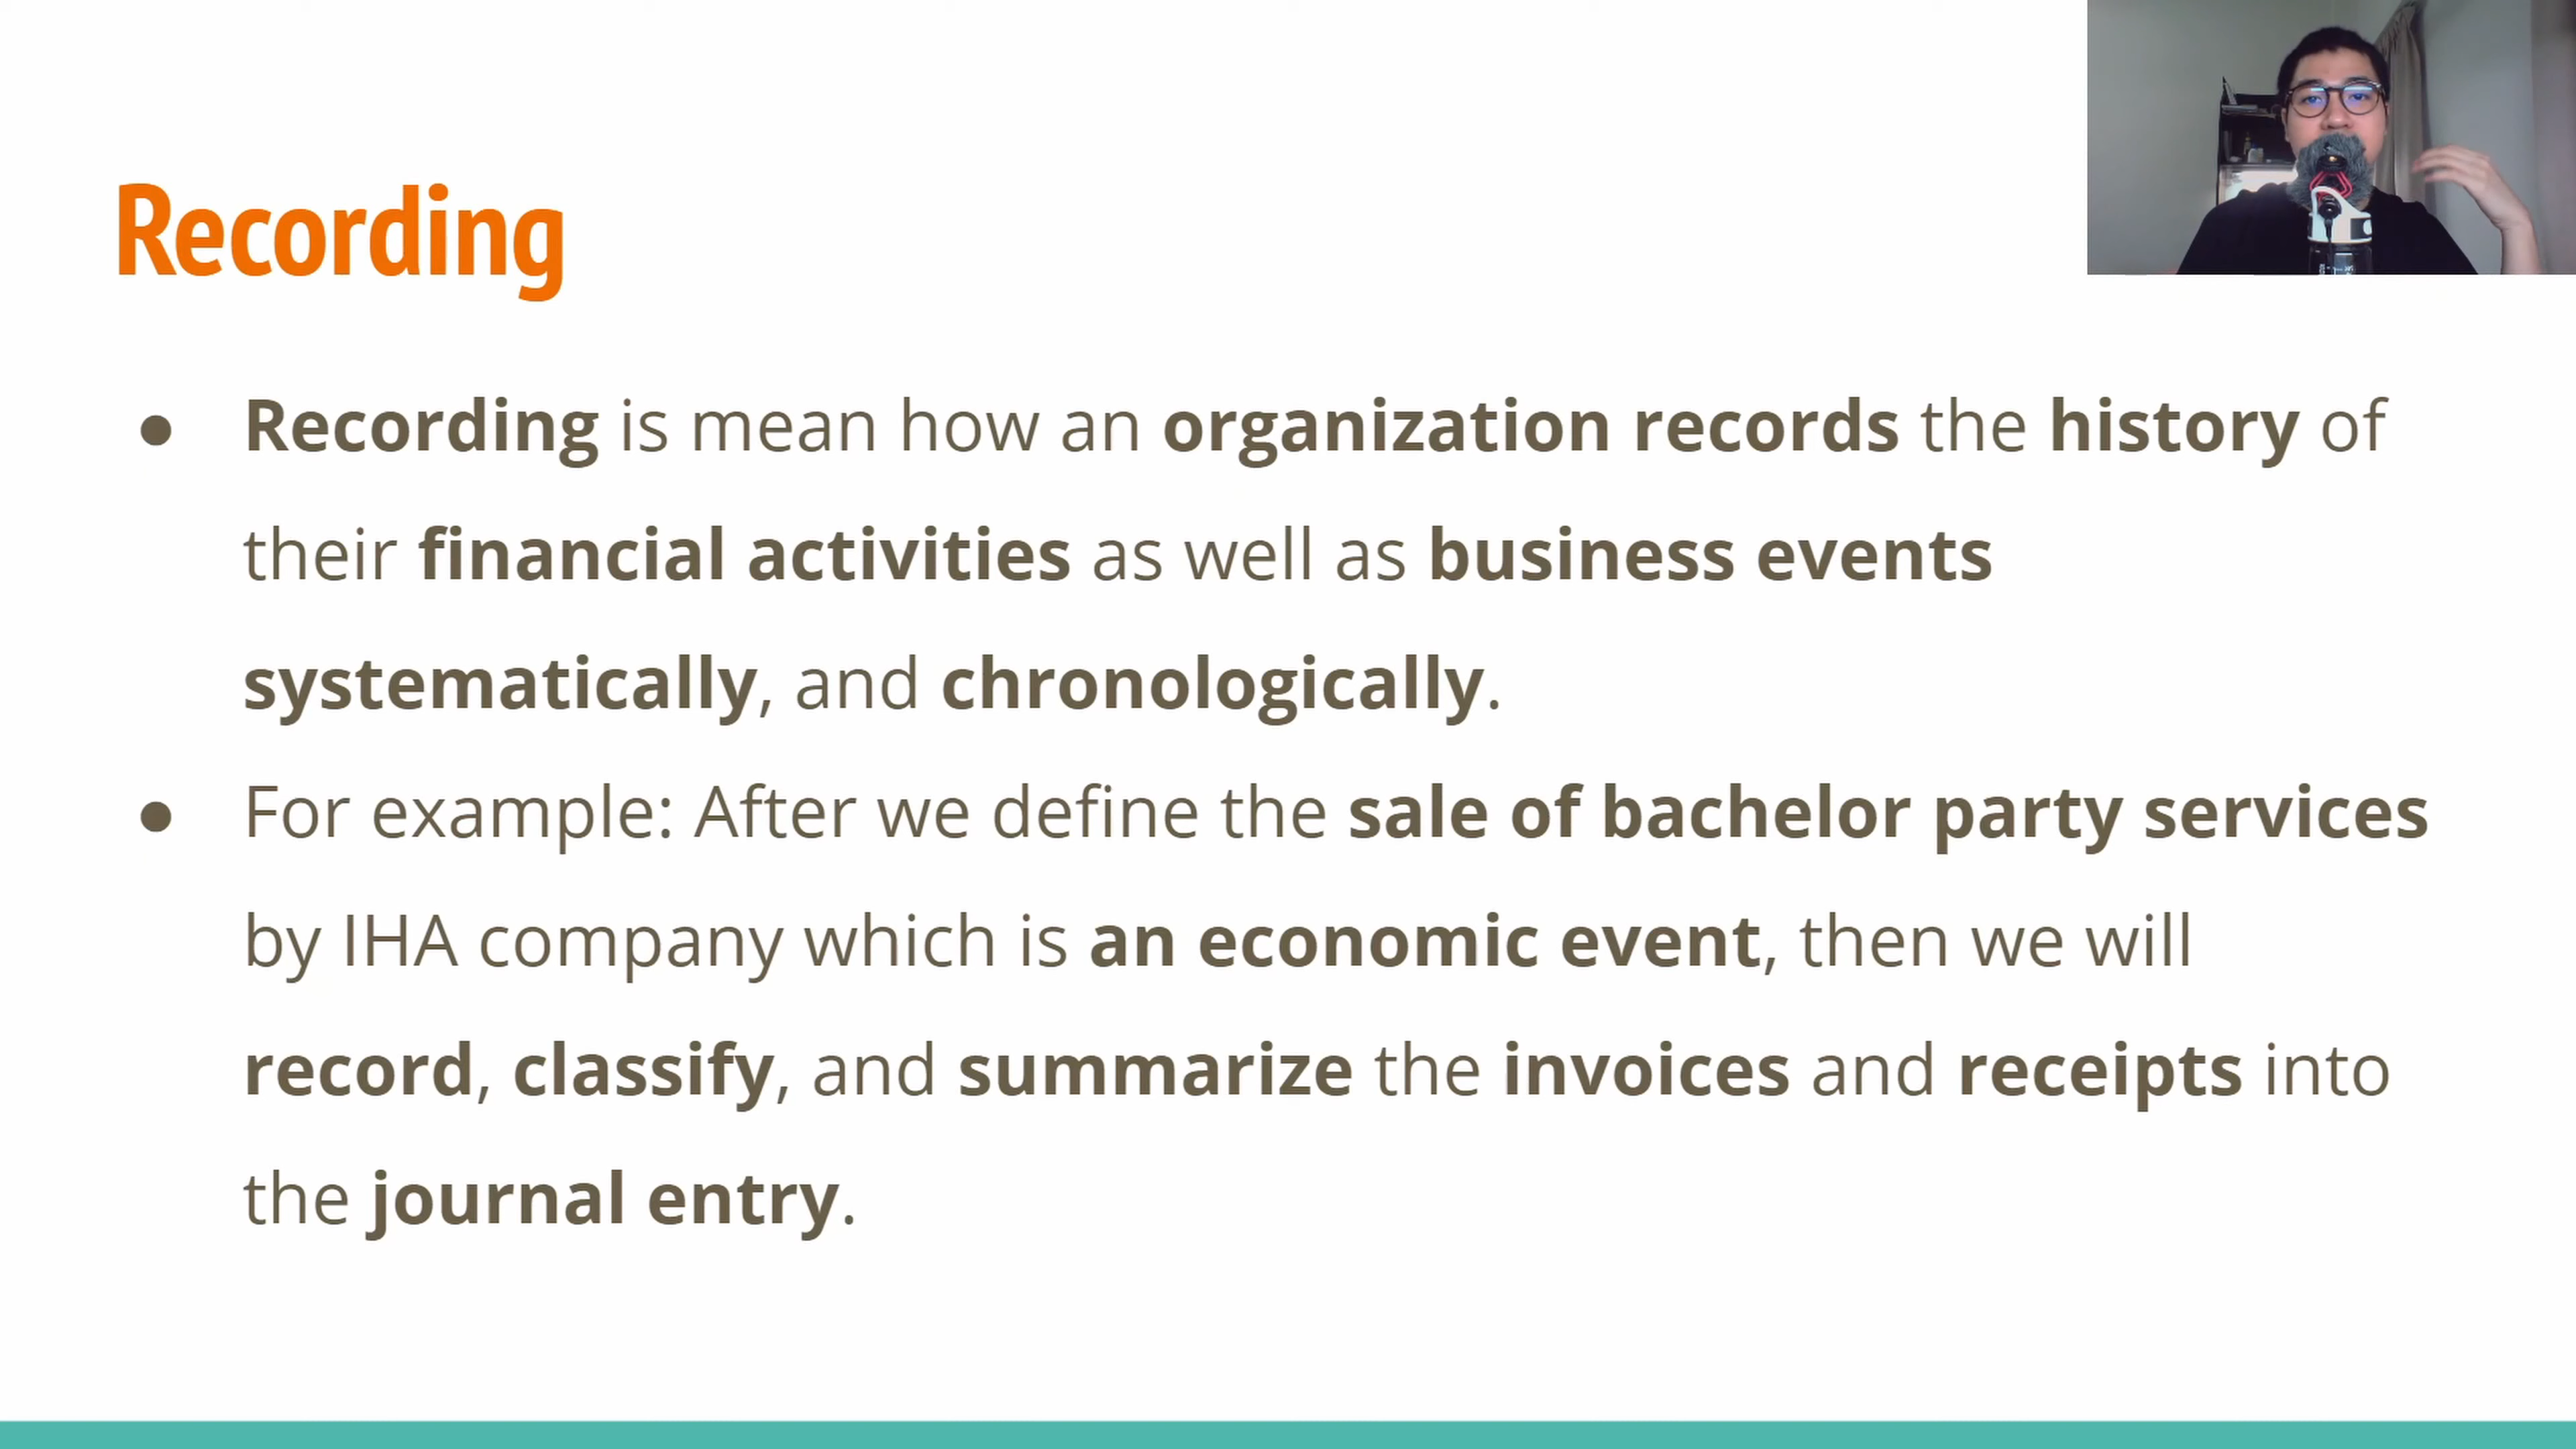 Recording
● Recording is mean how an organization records the history of
their financial activities as well as business events
systematically, and chronologically.
● For example: After we define the sale of bachelor party services
by IHA company which is an economic event, then we will
record, classify, and summarize the invoices and receipts into
the journal entry.